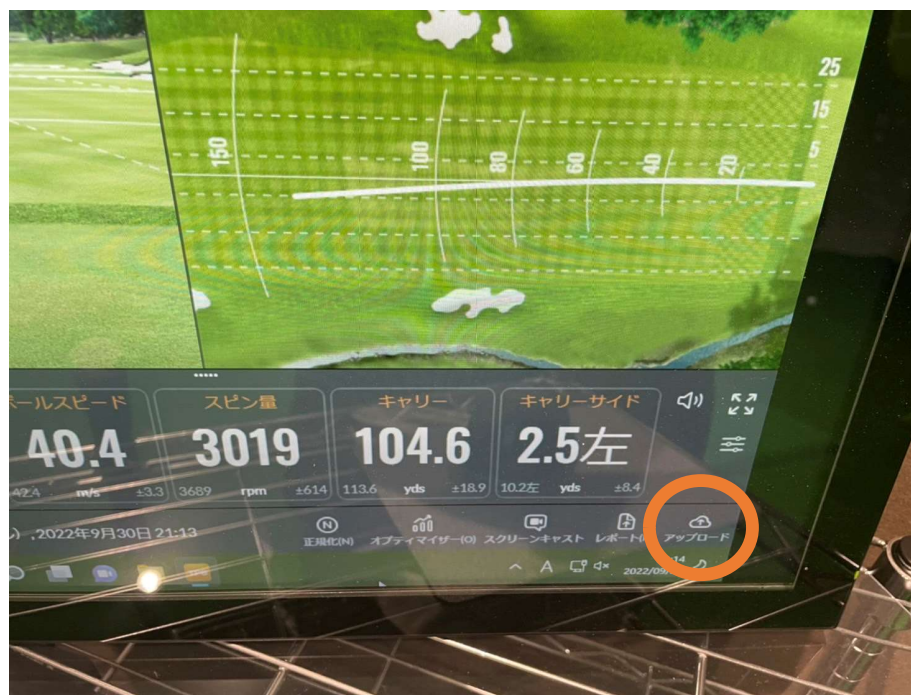 25
15
5
150
100
80
60
40
20
ボールスピード
スピン量
キャリー
キャリーサイド
40.4
3019
104.6
2.5左
42.4 m/s ±3.3
3689 rpm ±614
113.6 yds ±18.9
10.2左 yds ±8.4
,2022年9月30日 21:13
正規化(N)
オプティマイザー(O)
スクリーンキャスト
レポート(
アップロード
A
2022/09/